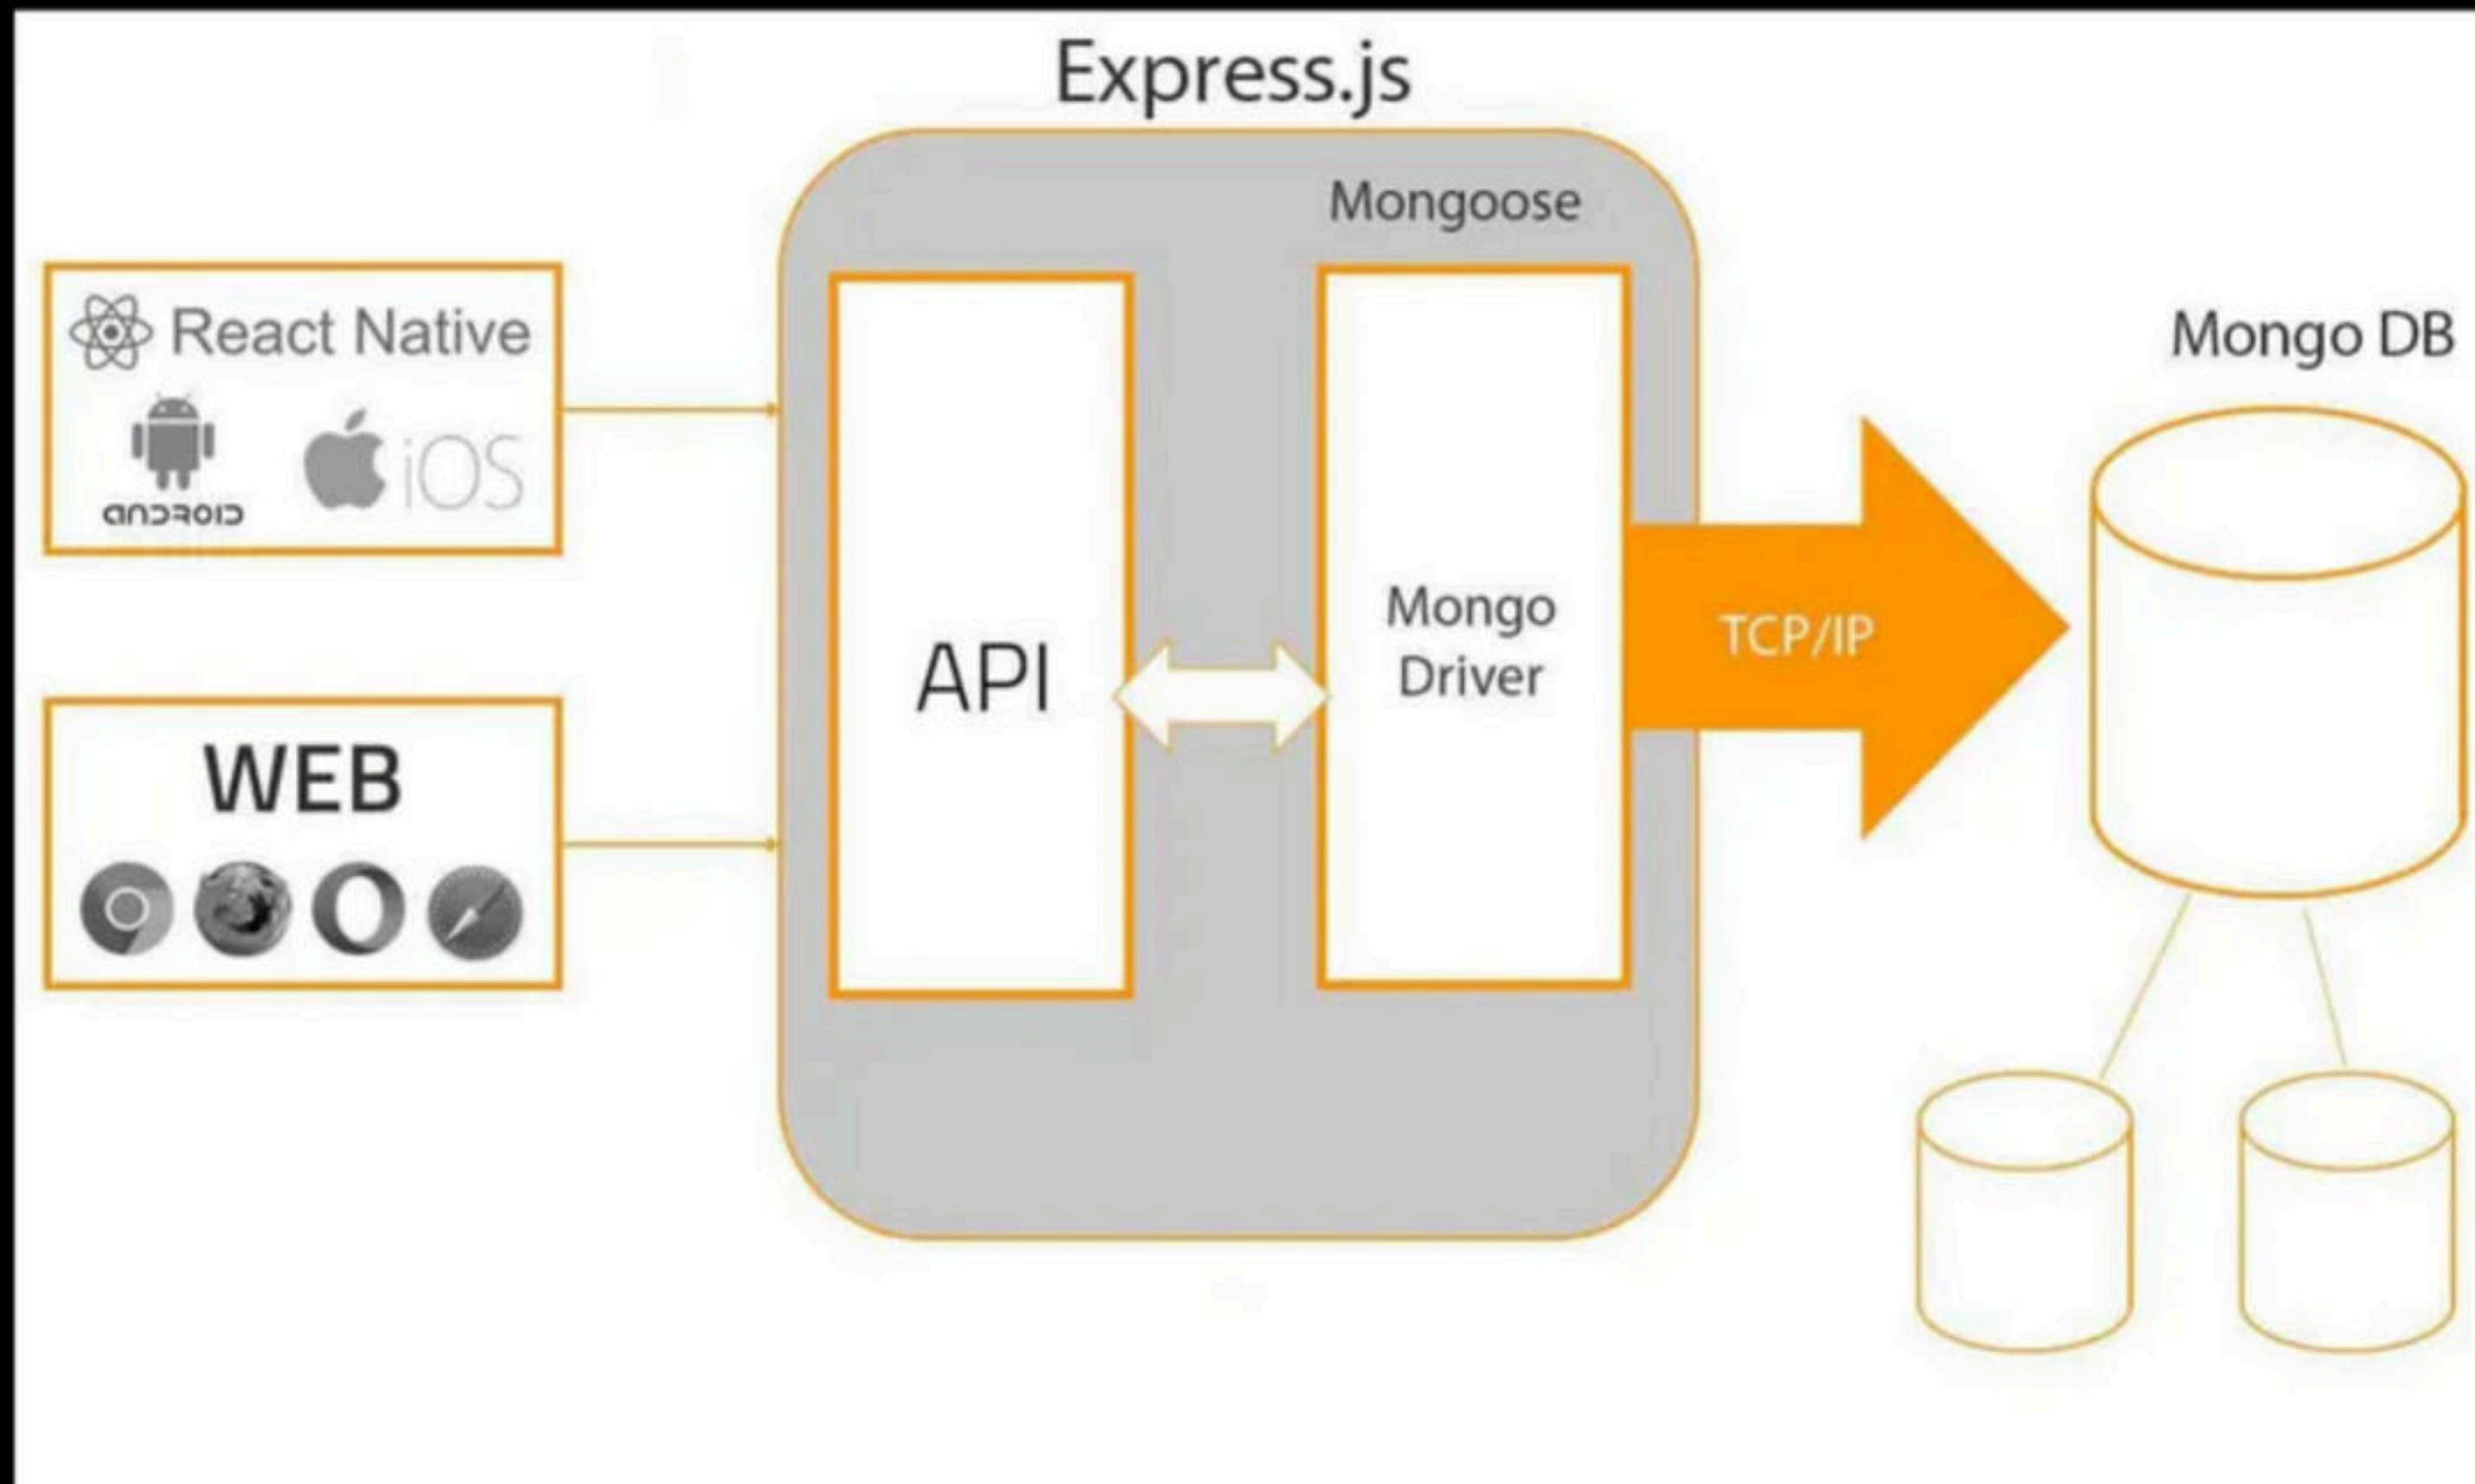 Express.js
Mongoose
React Native
ANDROID
iOS
WEB
API
Mongo
Driver
TCP/IP
Mongo DB